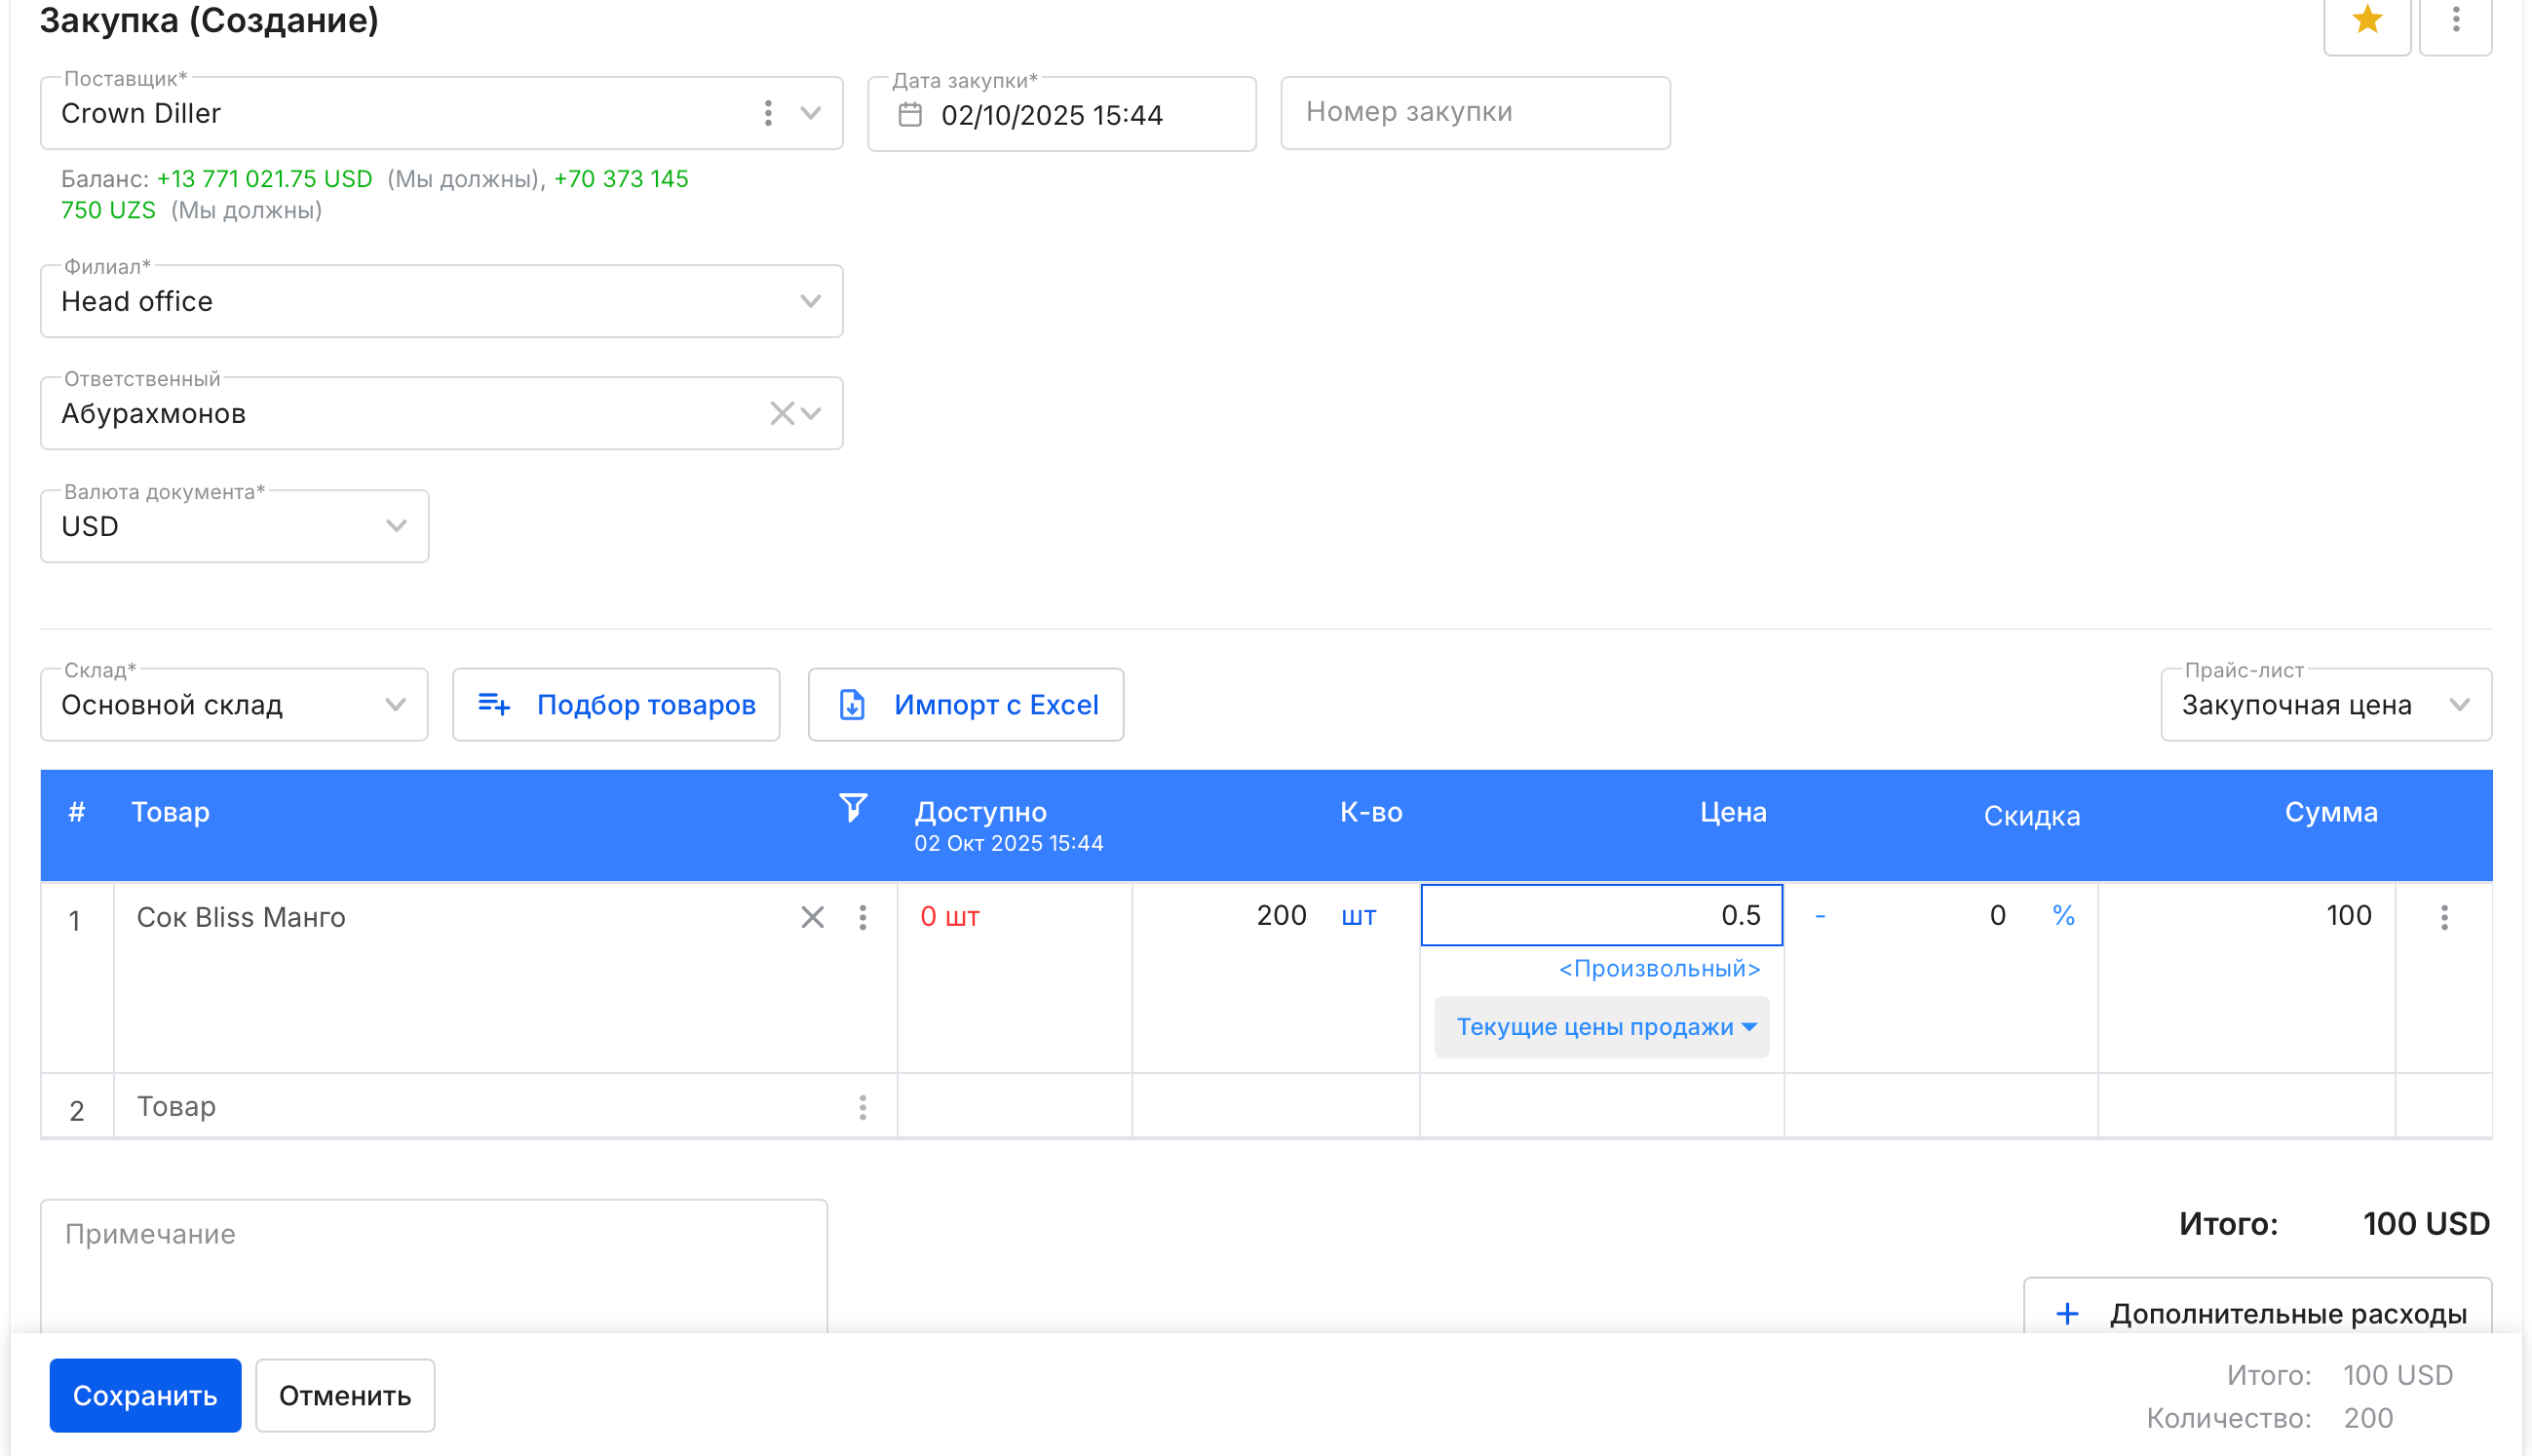 Закупка (Создание)
Поставщик*
Crown Diller
Дата закупки*
02/10/2025 15:44
Номер закупки
Баланс: +13 771 021.75 USD (Мы должны), +70 373 145
750 UZS (Мы должны)
Филиал*
Head office
Ответственный
Абурахмонов
Валюта документа*
USD
Склад*
Основной склад
Подбор товаров
Импорт с Excel
Прайс-лист
Закупочная цена
# Товар Доступно К-во Цена Скидка Сумма
02 Окт 2025 15:44
1 Сок Bliss Манго 0 шт 200 шт 0.5 - 0 % 100
<Произвольный>
Текущие цены продажи
2 Товар
Примечание
Итого: 100 USD
+ Дополнительные расходы
Сохранить
Отменить
Итого: 100 USD
Количество: 200